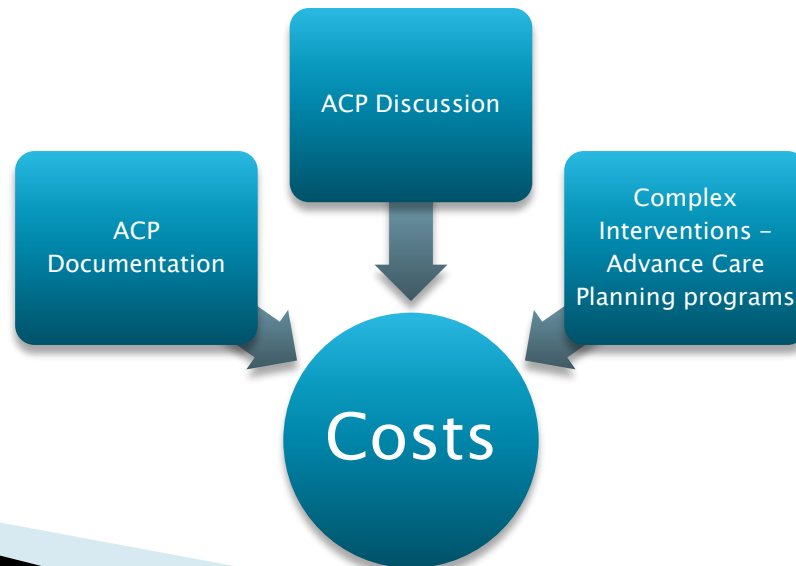 ACP Discussion
ACP
Documentation
Complex
Interventions –
Advance Care
Planning programs
Costs